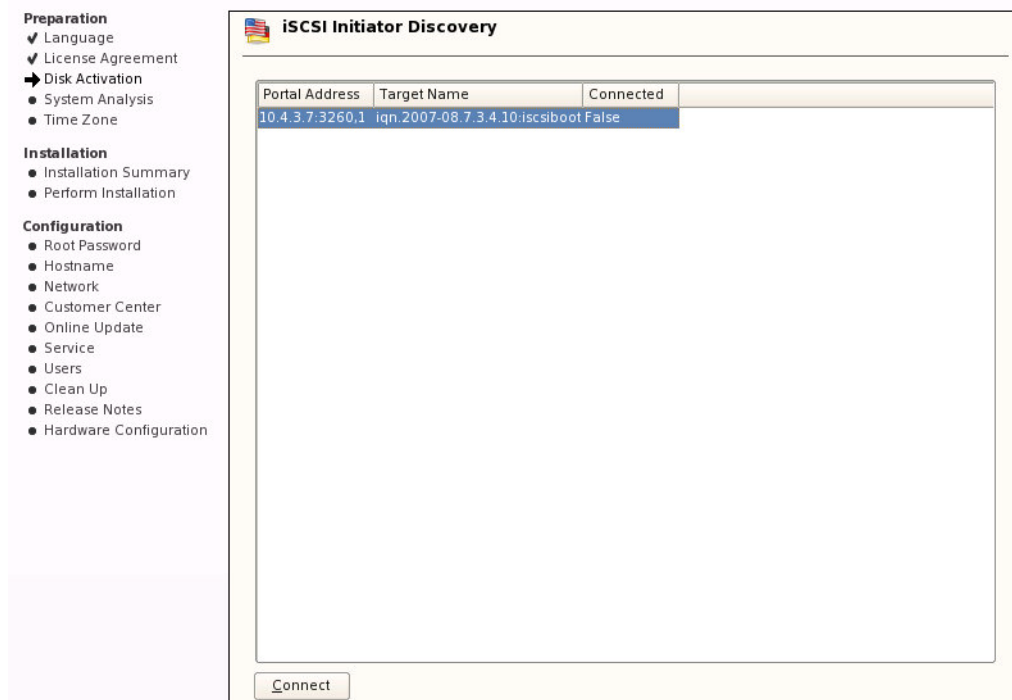 Preparation
Language
License Agreement
Disk Activation
System Analysis
Time Zone
Installation
Installation Summary
Perform Installation
Configuration
Root Password
Hostname
Network
Customer Center
Online Update
Service
Users
Clean Up
Release Notes
Hardware Configuration
iSCSI Initiator Discovery
Portal Address Target Name Connected
10.4.3.7:3260,1 iqn.2007-08.7.3.4.10:iscsiboot False
Connect